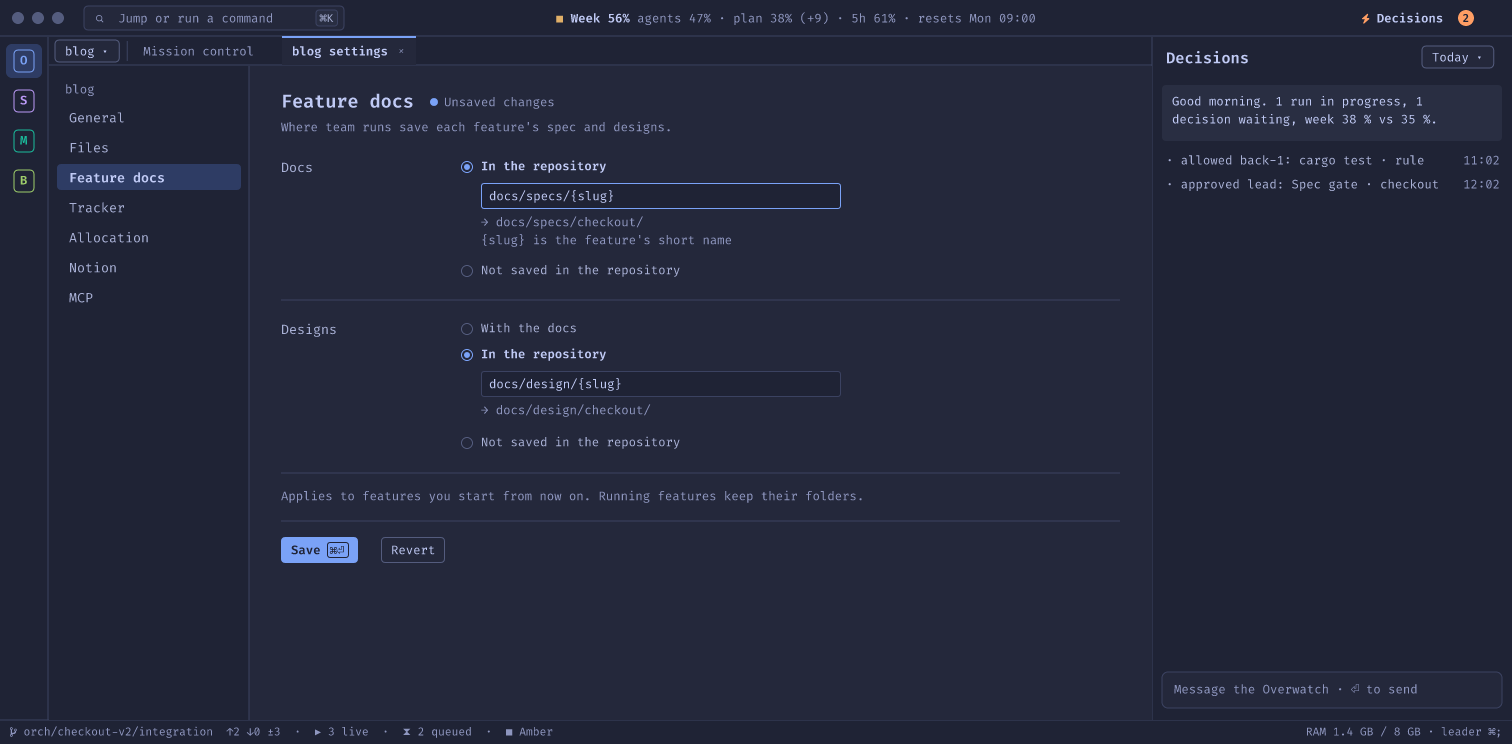 Jump or run a command ⌘K
■ Week 56% agents 47% · plan 38% (+9) · 5h 61% · resets Mon 09:00
Decisions 2
O
S
M
B
blog
Mission control
blog settings ×
blog
General
Files
Feature docs
Tracker
Allocation
Notion
MCP
Feature docs ● Unsaved changes
Where team runs save each feature's spec and designs.
Docs
In the repository
docs/specs/{slug}
→ docs/specs/checkout/
{slug} is the feature's short name
Not saved in the repository
Designs
With the docs
In the repository
docs/design/{slug}
→ docs/design/checkout/
Not saved in the repository
Applies to features you start from now on. Running features keep their folders.
Save ⌘⏎
Revert
Decisions
Today
Good morning. 1 run in progress, 1
decision waiting, week 38 % vs 35 %.
· allowed back-1: cargo test · rule 11:02
· approved lead: Spec gate · checkout 12:02
Message the Overwatch · ⏎ to send
orch/checkout-v2/integration ↑2 ↓0 ±3 · ▶ 3 live · ⧗ 2 queued · ■ Amber
RAM 1.4 GB / 8 GB · leader ⌘;